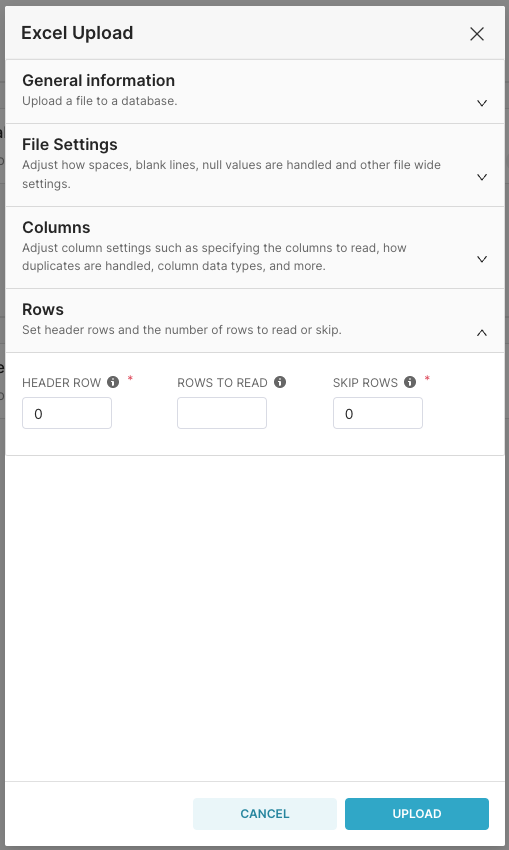 Excel Upload
General information
Upload a file to a database.
File Settings
Adjust how spaces, blank lines, null values are handled and other file wide
settings.
Columns
Adjust column settings such as specifying the columns to read, how
duplicates are handled, column data types, and more.
Rows
Set header rows and the number of rows to read or skip.
HEADER ROW * ROWS TO READ SKIP ROWS *
0 0
CANCEL UPLOAD